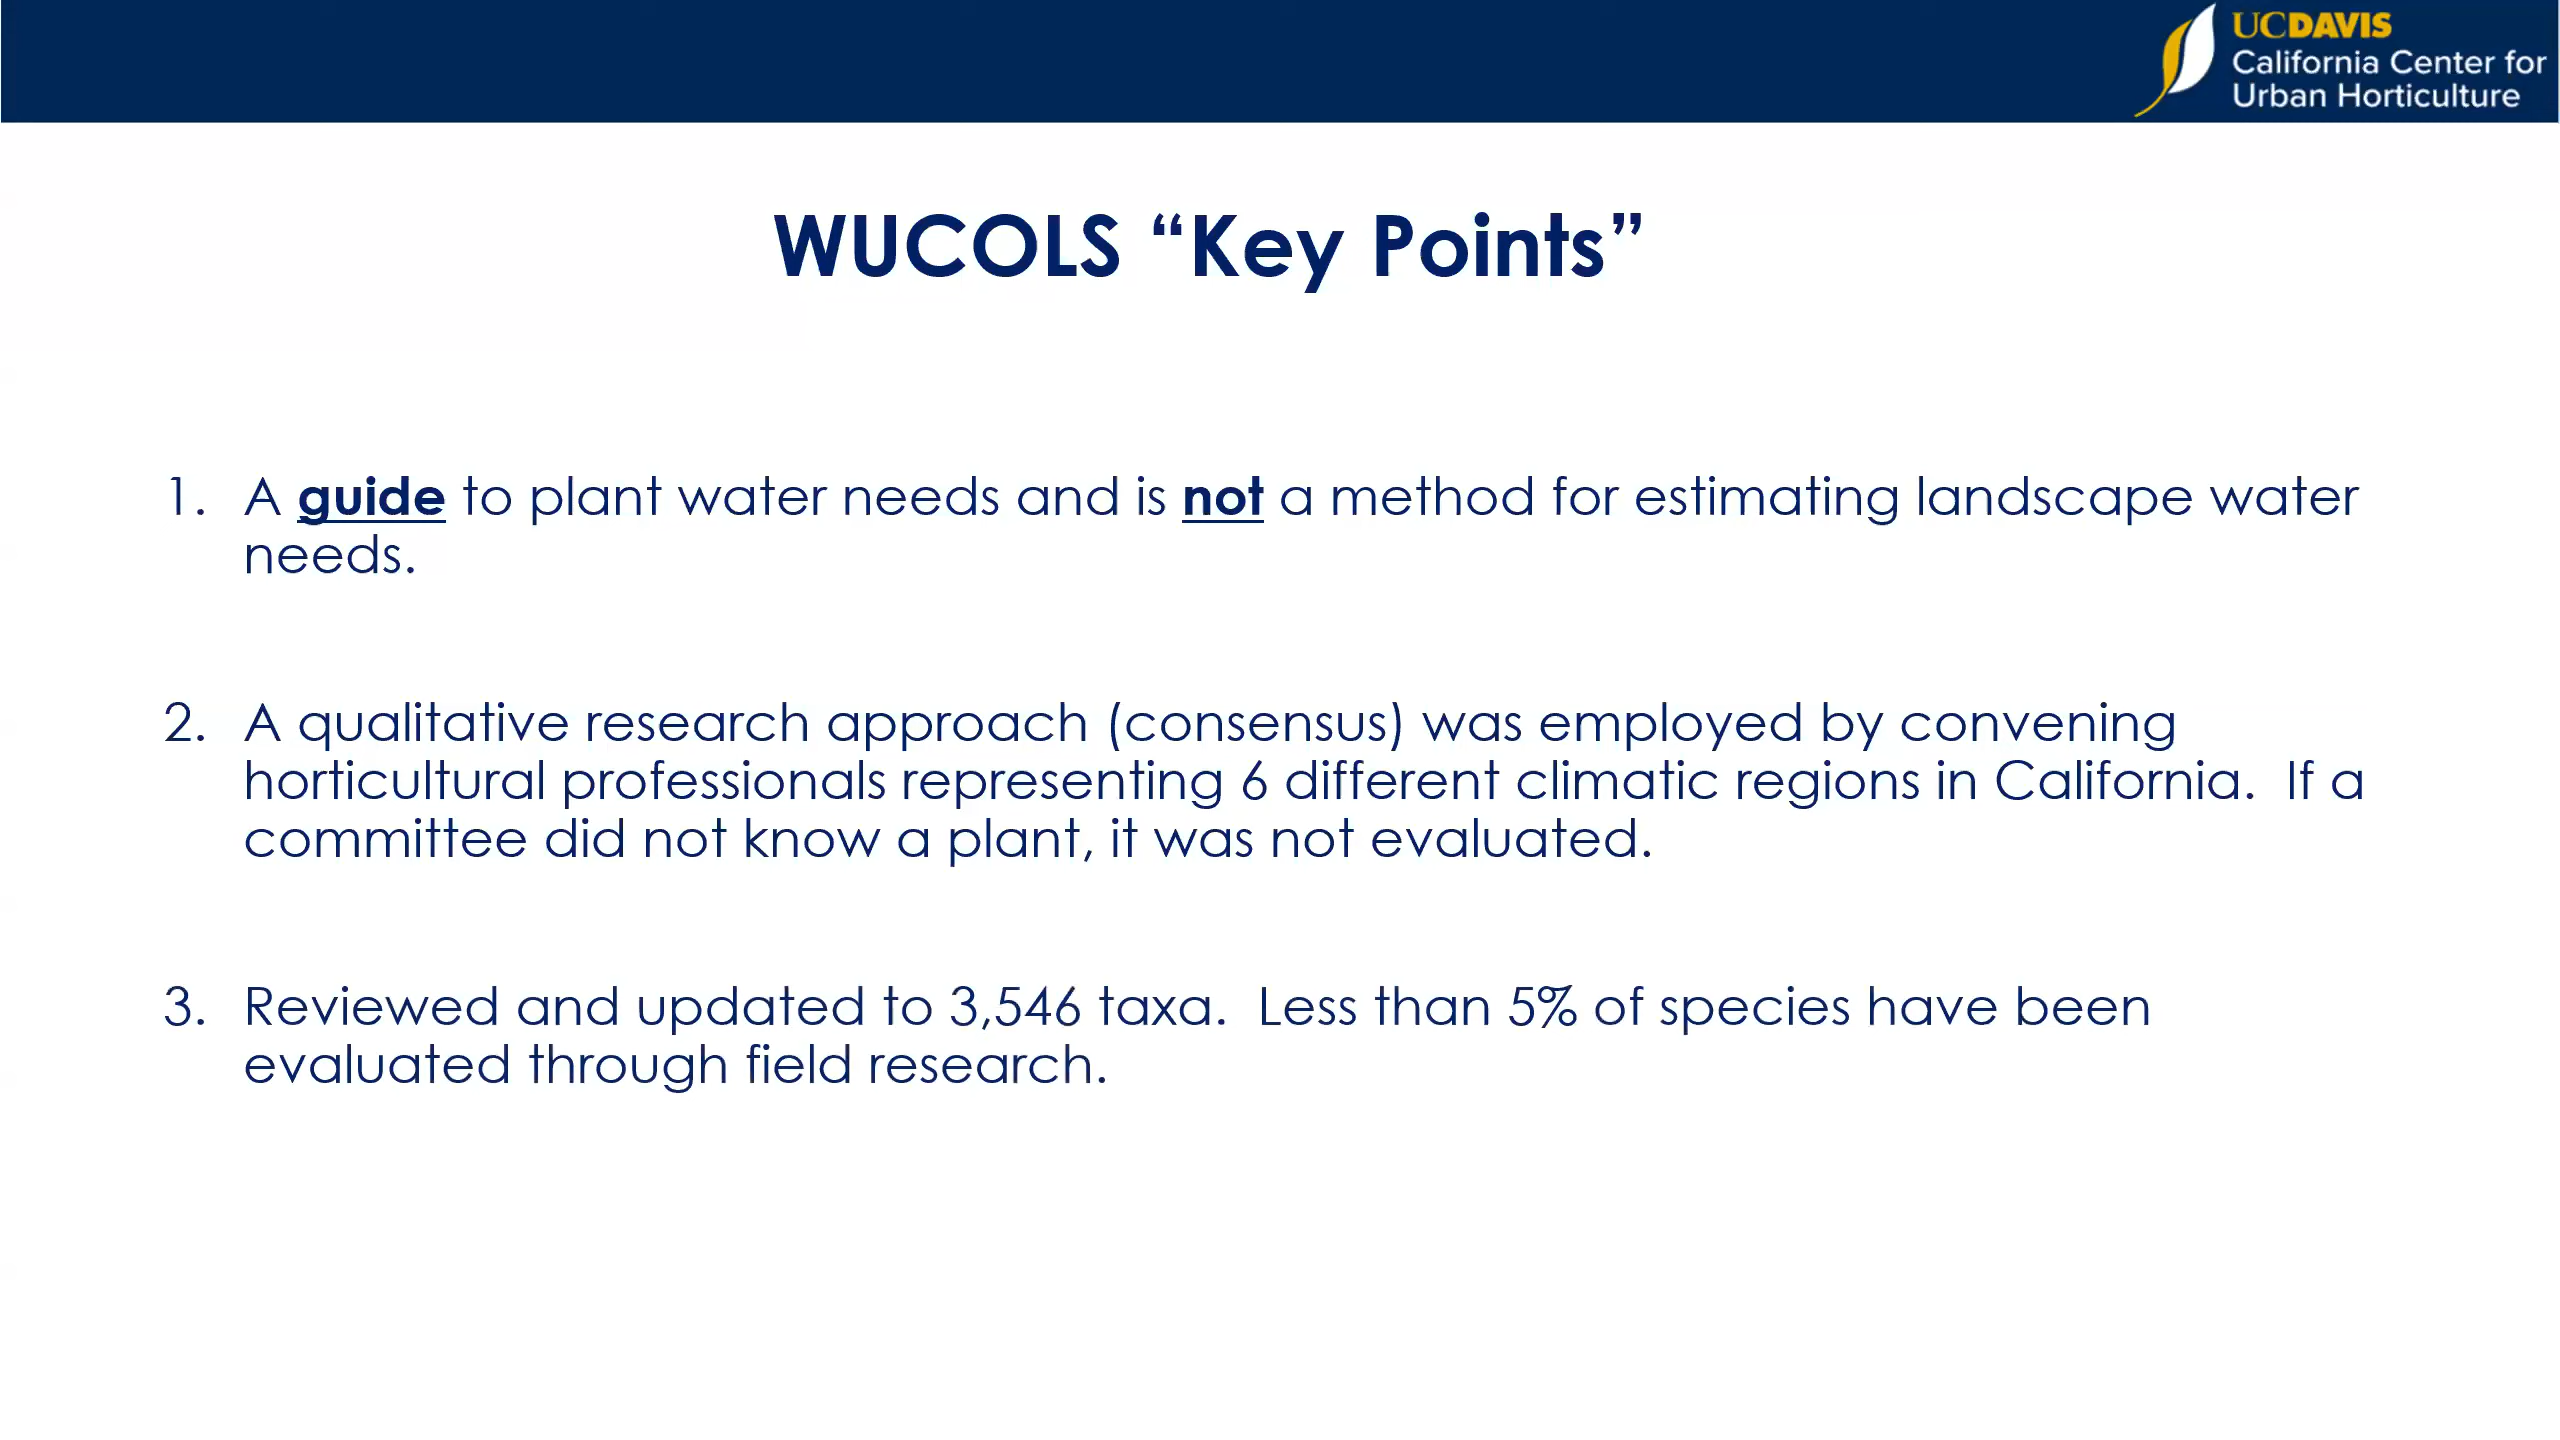 UCDAVIS
California Center for
Urban Horticulture
WUCOLS “Key Points”
1. A guide to plant water needs and is not a method for estimating landscape water
needs.
2. A qualitative research approach (consensus) was employed by convening
horticultural professionals representing 6 different climatic regions in California.  If a
committee did not know a plant, it was not evaluated.
3. Reviewed and updated to 3,546 taxa.  Less than 5% of species have been
evaluated through field research.